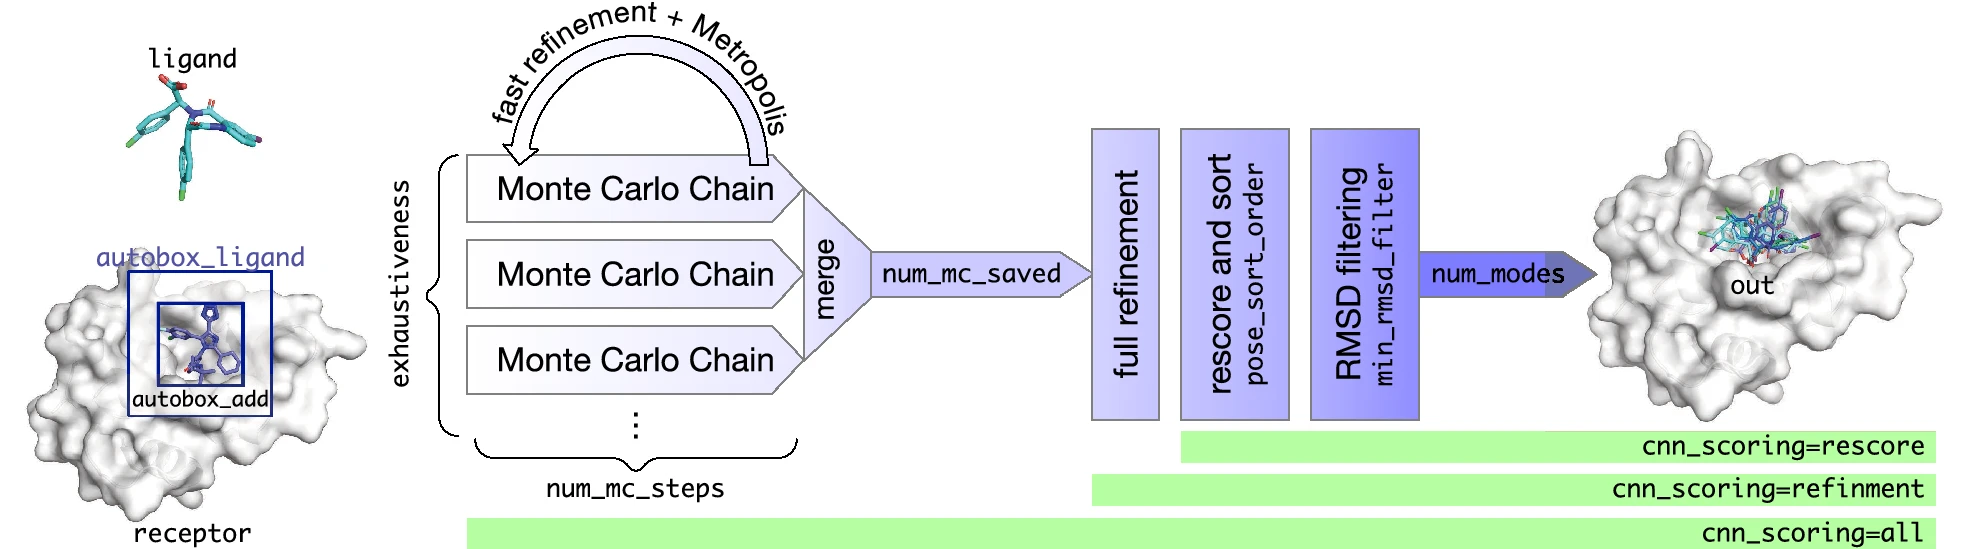 ligand
autobox_ligand
autobox_add
receptor
fast refinement + Metropolis
exhaustiveness
Monte Carlo Chain
Monte Carlo Chain
Monte Carlo Chain
⋮
num_mc_steps
merge
num_mc_saved
full refinement
rescore and sort
pose_sort_order
RMSD filtering
min_rmsd_filter
num_modes
out
cnn_scoring=rescore
cnn_scoring=refinment
cnn_scoring=all